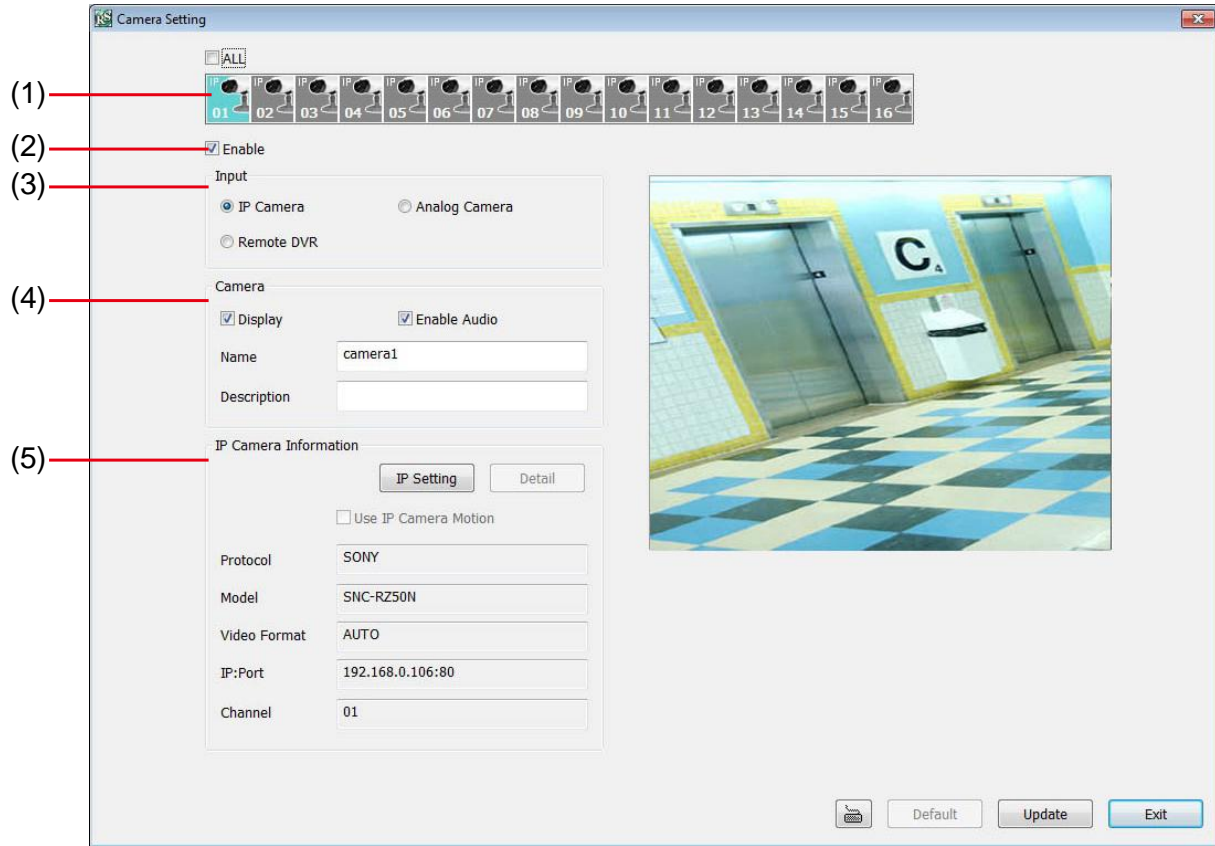 RS Camera Setting
ALL
(1)
IP IP IP IP IP IP IP IP IP IP IP IP IP IP IP IP
01 02 03 04 05 06 07 08 09 10 11 12 13 14 15 16
(2)
Enable
(3)
Input
IP Camera Analog Camera
Remote DVR
(4)
Camera
Display Enable Audio
Name camera1
Description
(5)
IP Camera Information
IP Setting Detail
Use IP Camera Motion
Protocol SONY
Model SNC-RZ50N
Video Format AUTO
IP:Port 192.168.0.106:80
Channel 01
C4
Default Update Exit